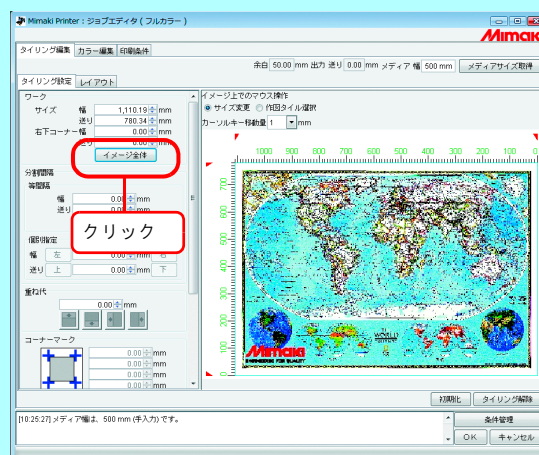 Mimaki Printer：ジョブエディタ ( フルカラー )
Mimaki
タイリング編集 カラー編集 印刷条件
余白 50.00 mm 出力 送り 0.00 mm メディア 幅 500 mm メディアサイズ取得
タイリング設定 レイアウト
ワーク
サイズ 幅 1,110.19 mm
送り 780.34 mm
右下コーナー幅 0.00 mm
送り 0.00 mm
イメージ全体
分割間隔
等間隔
幅 0.00 mm
送り
クリック
個別指定
幅 左 0.00 mm 右
送り 上 0.00 mm 下
重ね代
0.00 mm
コーナーマーク
0.00 mm
0.00 mm
0.00 mm
0.00 mm
イメージ上でのマウス操作
サイズ変更 作図タイル選択
カーソルキー移動量 1 mm
1000 900 800 700 600 500 400 300 200 100 0
700
600
500
400
300
200
100
0
WORLD
Mimaki
ENGINEERING FOR QUALITY
初期化 タイリング解除
[10:25:27] メディア幅は、500 mm (手入力) です。
条件管理
OK キャンセル